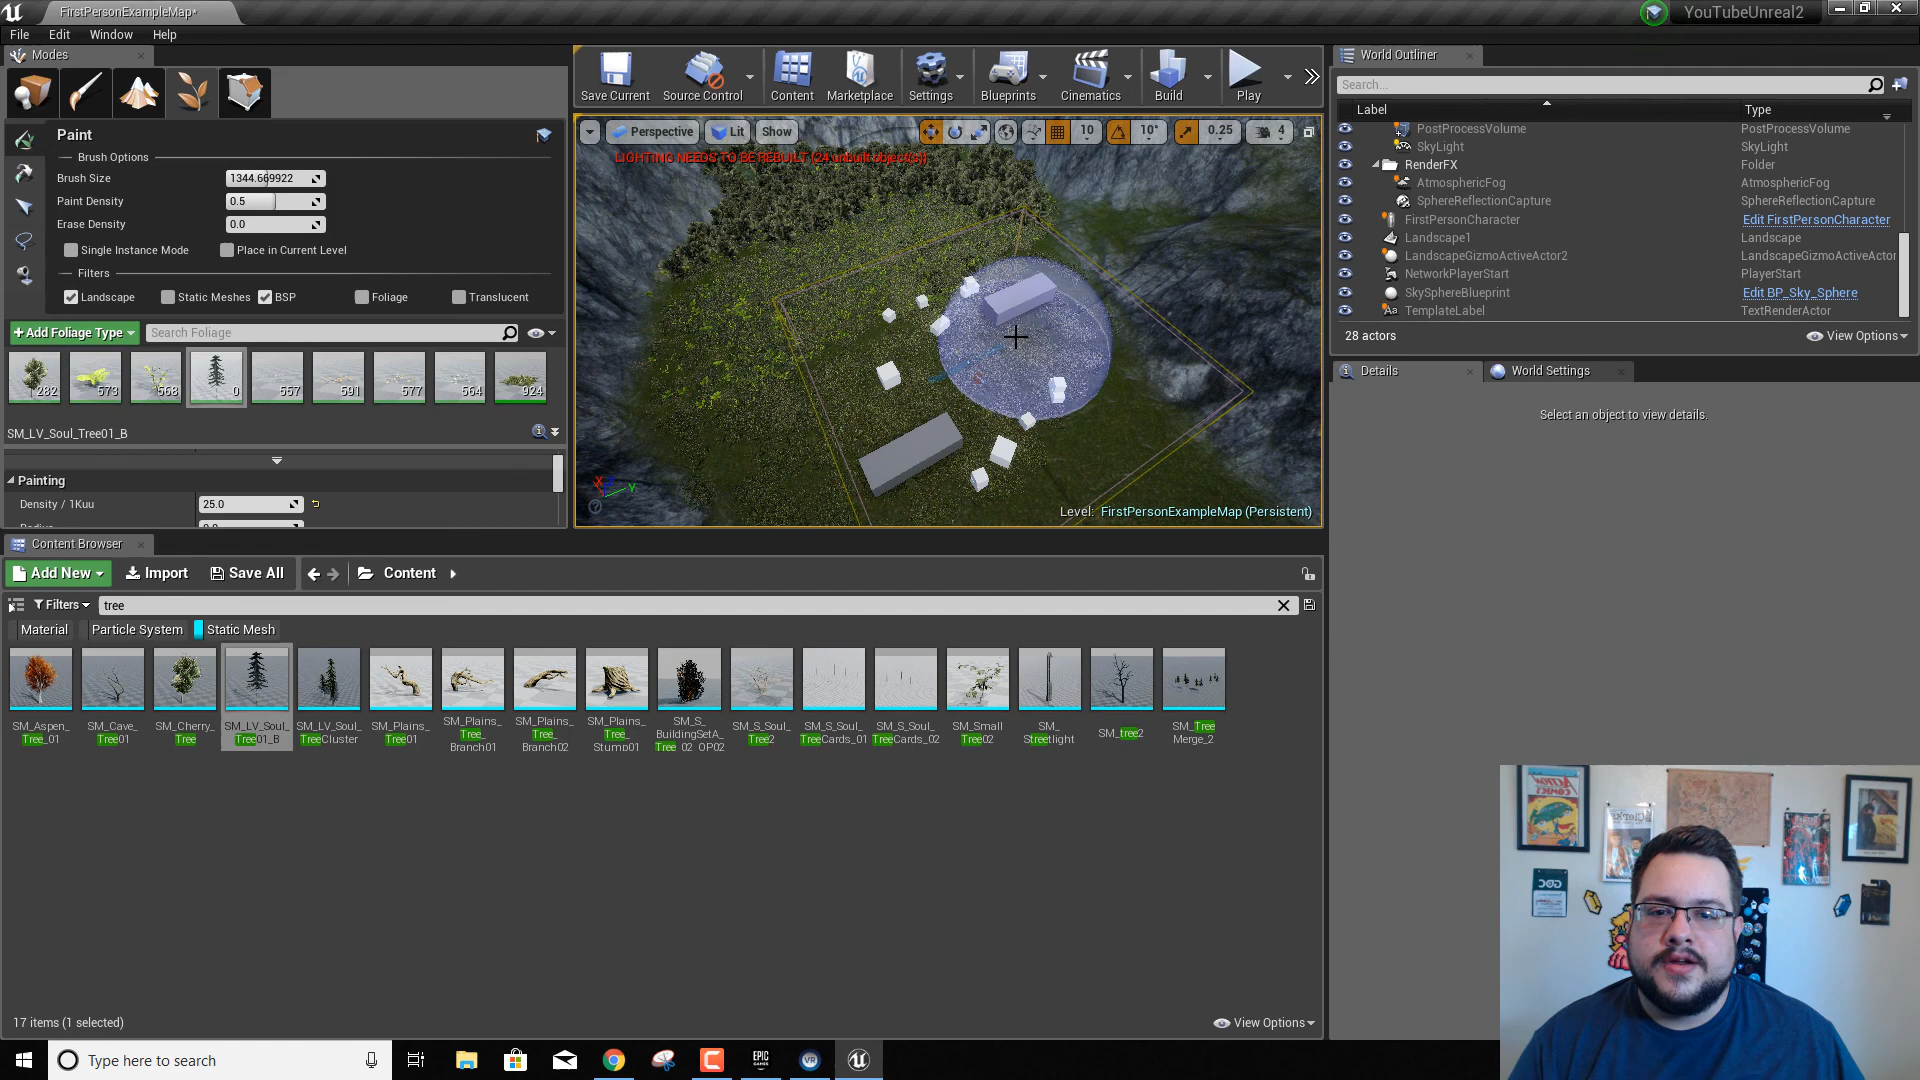 FirstPersonExampleMap*
YouTubeUnreal2
File Edit Window Help
Modes
Save Current Source Control Content Marketplace Settings Blueprints Cinematics Build Play
World Outliner
Search...
Label Type
PostProcessVolume PostProcessVolume
SkyLight SkyLight
RenderFX Folder
AtmosphericFog AtmosphericFog
SphereReflectionCapture SphereReflectionCapture
FirstPersonCharacter Edit FirstPersonCharacter
Landscape1 Landscape
LandscapeGizmoActiveActor2 LandscapeGizmoActiveActor
NetworkPlayerStart PlayerStart
SkySphereBlueprint Edit BP_Sky_Sphere
TemplateLabel TextRenderActor
28 actors View Options
Paint
Brush Options
Brush Size 1344.669922
Paint Density 0.5
Erase Density 0.0
Single Instance Mode Place in Current Level
Filters
Landscape Static Meshes BSP Foliage Translucent
+Add Foliage Type Search Foliage
282 573 568 0 557 591 577 564 924
SM_LV_Soul_Tree01_B
Painting
Density / 1Kuu 25.0
Perspective Lit Show 10 10° 0.25 4
LIGHTING NEEDS TO BE REBUILT (24 unbuilt object(s))
X Y
Level: FirstPersonExampleMap (Persistent)
Details World Settings
Select an object to view details.
Content Browser
Add New Import Save All Content
Filters tree
Material Particle System Static Mesh
SM_Aspen_
Tree_01
SM_Cave_
Tree01
SM_Cherry_
Tree
SM_LV_Soul_
Tree01_B
SM_LV_Soul_
TreeCluster
SM_Plains_
Tree01
SM_Plains_
Tree_
Branch01
SM_Plains_
Tree_
Branch02
SM_Plains_
Tree_
Stump01
SM_S_
BuildingSetA_
Tree_02_OP02
SM_S_Soul_
Tree2
SM_S_Soul_
TreeCards_01
SM_S_Soul_
TreeCards_02
SM_Small
Tree02
SM_
Streetlight
SM_tree2
SM_Tree
Merge_2
17 items (1 selected) View Options
ACTION
COMICS
Clerks
GDC
Type here to search
EPIC
GAMES
VR